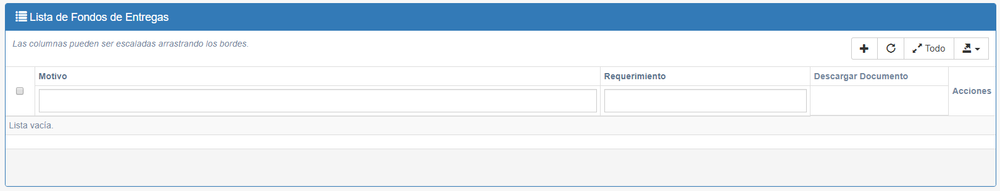 Lista de Fondos de Entregas
Las columnas pueden ser escaladas arrastrando los bordes.
Todo
Motivo
Requerimiento
Descargar Documento
Acciones
Lista vacía.